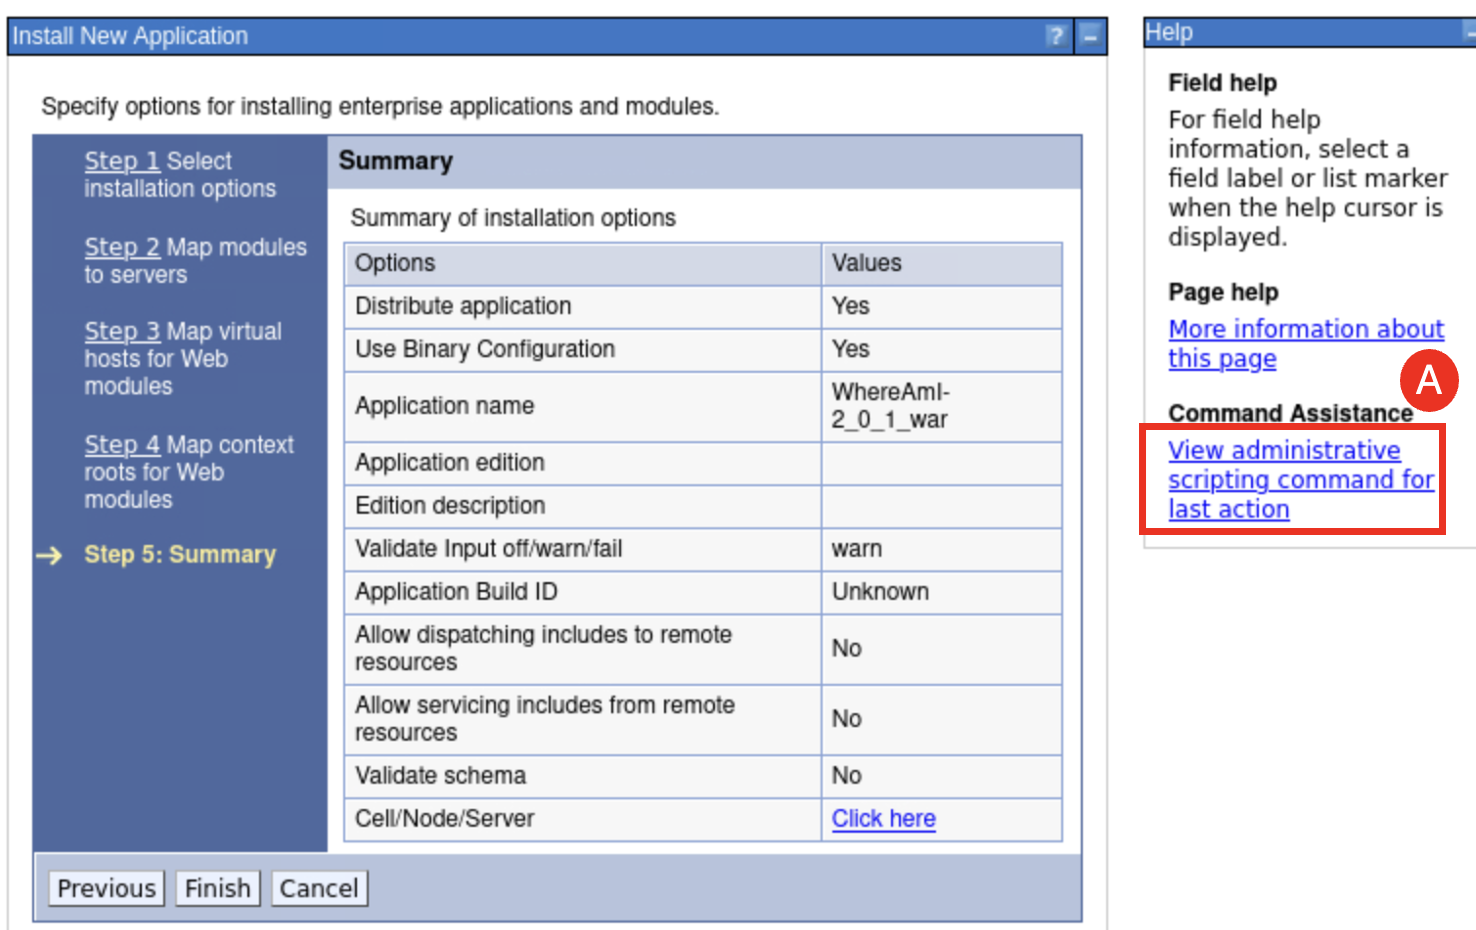 Install New Application
?
Specify options for installing enterprise applications and modules.
Step 1 Select
installation options
Step 2 Map modules
to servers
Step 3 Map virtual
hosts for Web
modules
Step 4 Map context
roots for Web
modules
Step 5: Summary
Summary
Summary of installation options
Options Values
Distribute application Yes
Use Binary Configuration Yes
Application name WhereAmI-
2_0_1_war
Application edition
Edition description
Validate Input off/warn/fail warn
Application Build ID Unknown
Allow dispatching includes to remote
resources No
Allow servicing includes from remote
resources No
Validate schema No
Cell/Node/Server Click here
Previous Finish Cancel
Help
Field help
For field help
information, select a
field label or list marker
when the help cursor is
displayed.
Page help
More information about
this page
A
Command Assistance
View administrative
scripting command for
last action